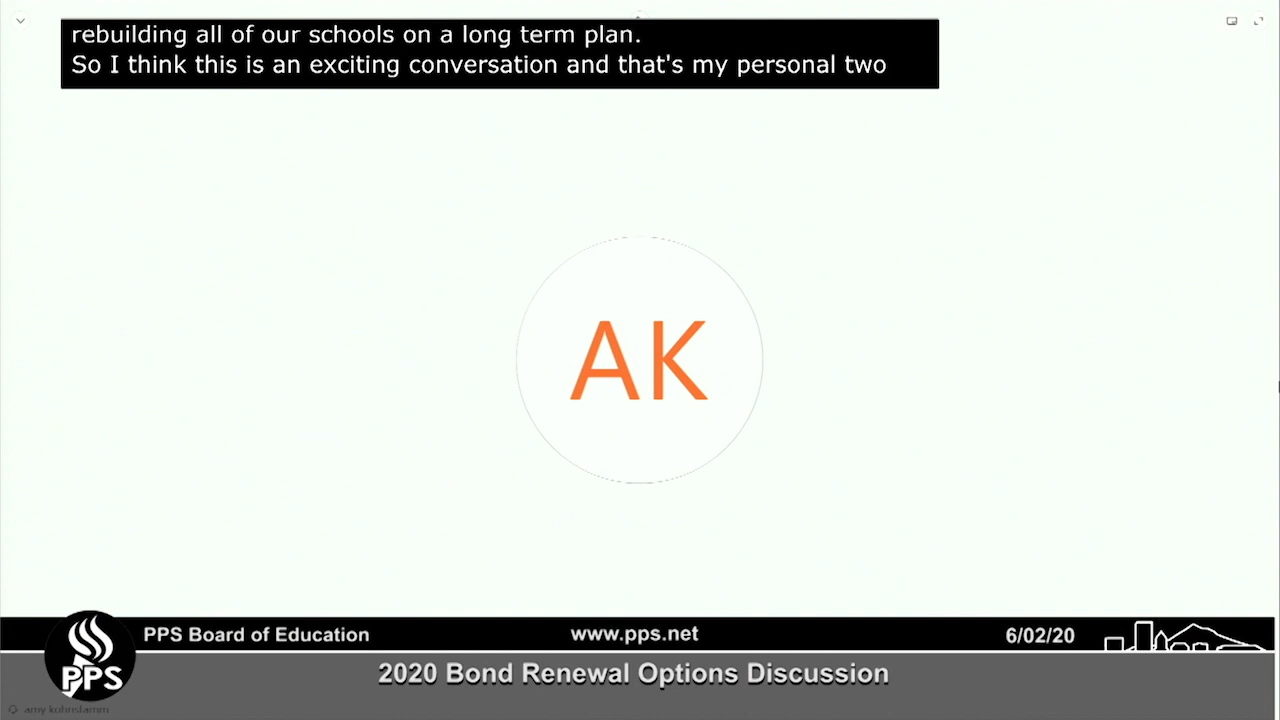 rebuilding all of our schools on a long term plan.
So I think this is an exciting conversation and that's my personal two
AK
PPS Board of Education
www.pps.net
6/02/20
PPS
2020 Bond Renewal Options Discussion
amy kohnstamm